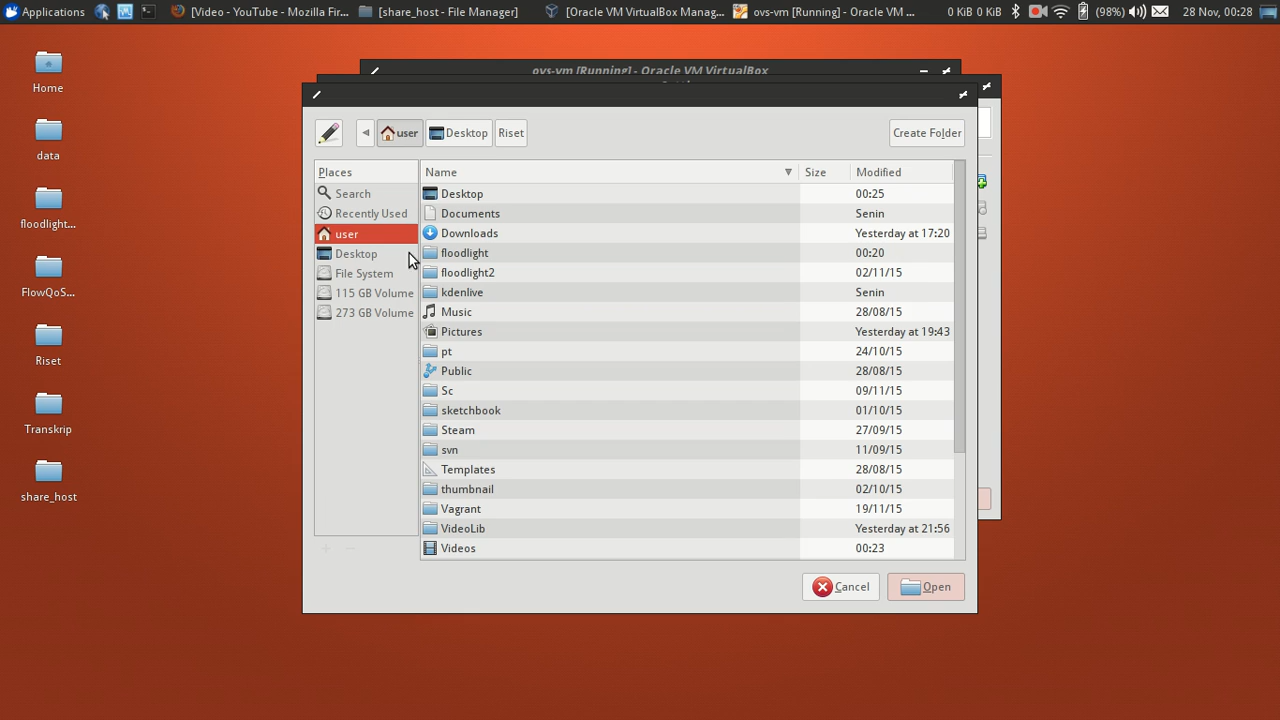 Applications [Video - YouTube - Mozilla Fir... [share_host - File Manager] [Oracle VM VirtualBox Manag... ovs-vm [Running] - Oracle VM ... 0 KiB 0 KiB (98%) 28 Nov, 00:28
Home
data
floodlight...
FlowQoS...
Riset
Transkrip
share_host
ovs-vm [Running] - Oracle VM VirtualBox
user Desktop Riset Create Folder
Places
Search
Recently Used
user
Desktop
File System
115 GB Volume
273 GB Volume
Name Size Modified
Desktop 00:25
Documents Senin
Downloads Yesterday at 17:20
floodlight 00:20
floodlight2 02/11/15
kdenlive Senin
Music 28/08/15
Pictures Yesterday at 19:43
pt 24/10/15
Public 28/08/15
Sc 09/11/15
sketchbook 01/10/15
Steam 27/09/15
svn 11/09/15
Templates 28/08/15
thumbnail 02/10/15
Vagrant 19/11/15
VideoLib Yesterday at 21:56
Videos 00:23
Cancel Open